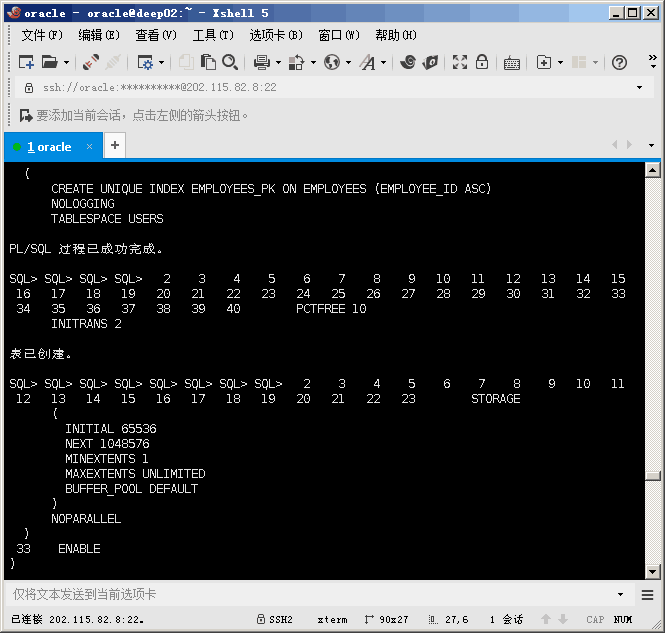 oracle - oracle@deep02:~ - Xshell 5
文件(F) 编辑(E) 查看(V) 工具(T) 选项卡(B) 窗口(W) 帮助(H)
ssh://oracle:**********@202.115.82.8:22
要添加当前会话，点击左侧的箭头按钮。
1 oracle × +
(
CREATE UNIQUE INDEX EMPLOYEES_PK ON EMPLOYEES (EMPLOYEE_ID ASC)
NOLOGGING
TABLESPACE USERS
PL/SQL 过程已成功完成。
SQL> SQL> SQL> SQL> 2 3 4 5 6 7 8 9 10 11 12 13 14 15
16 17 18 19 20 21 22 23 24 25 26 27 28 29 30 31 32 33
34 35 36 37 38 39 40 PCTFREE 10
INITRANS 2
表已创建。
SQL> SQL> SQL> SQL> SQL> SQL> SQL> SQL> 2 3 4 5 6 7 8 9 10 11
12 13 14 15 16 17 18 19 20 21 22 23 STORAGE
(
INITIAL 65536
NEXT 1048576
MINEXTENTS 1
MAXEXTENTS UNLIMITED
BUFFER_POOL DEFAULT
)
NOPARALLEL
)
33 ENABLE
)
仅将文本发送到当前选项卡
已连接 202.115.82.8:22。 SSH2 xterm 90x27 27,6 1 会话 CAP NUM